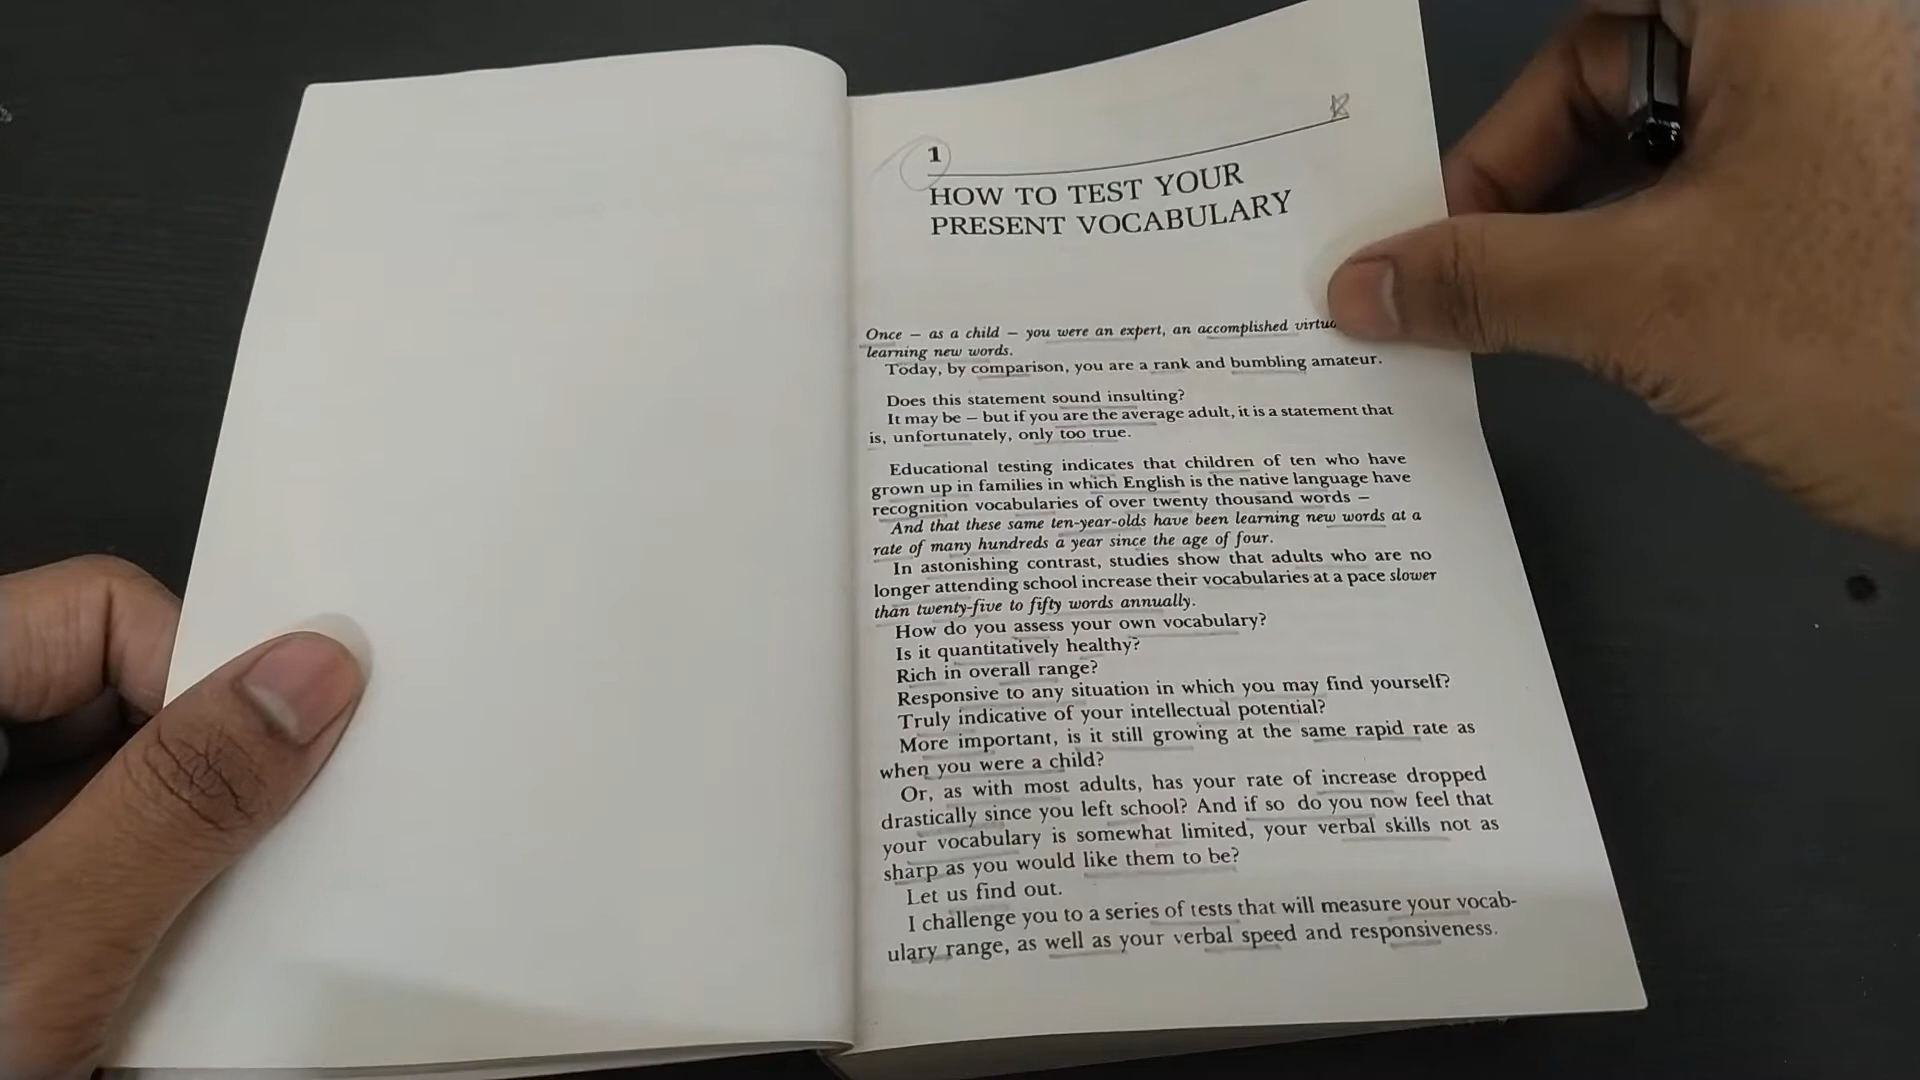 1
HOW TO TEST YOUR
PRESENT VOCABULARY
Once – as a child – you were an expert, an accomplished
learning new words.
Today, by comparison, you are a rank and bumbling amateur.
Does this statement sound insulting?
It may be – but if you are the average adult, it is a statement that
is, unfortunately, only too true.
Educational testing indicates that children of ten who have
grown up in families in which English is the native language have
recognition vocabularies of over twenty thousand words –
And that these same ten-year-olds have been learning new words at a
rate of many hundreds a year since the age of four.
In astonishing contrast, studies show that adults who are no
longer attending school increase their vocabularies at a pace slower
than twenty-five to fifty words annually.
How do you assess your own vocabulary?
Is it quantitatively healthy?
Rich in overall range?
Responsive to any situation in which you may find yourself?
Truly indicative of your intellectual potential?
More important, is it still growing at the same rapid rate as
when you were a child?
Or, as with most adults, has your rate of increase dropped
drastically since you left school? And if so do you now feel that
your vocabulary is somewhat limited, your verbal skills not as
sharp as you would like them to be?
Let us find out.
I challenge you to a series of tests that will measure your vocab-
ulary range, as well as your verbal speed and responsiveness.